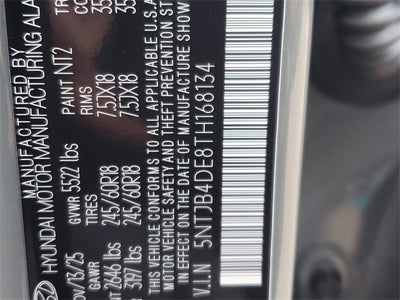 MANUFACTURED BY
HYUNDAI MOTOR MANUFACTURING ALA
13/25 GVWR 5522 lbs PAINT NT2
GAWR TIRES RIMS
2646 lbs 245/60R18 7.5JX18
lbs 245/60R18 7.5JX18
THIS VEHICLE CONFORMS TO ALL APPLICABLE U.S.A
MOTOR VEHICLE SAFETY AND THEFT PREVENTION ST
IN EFFECT ON THE DATE OF MANUFACTURE SHOW
V.I.N 5NTJB4DE8TH168134